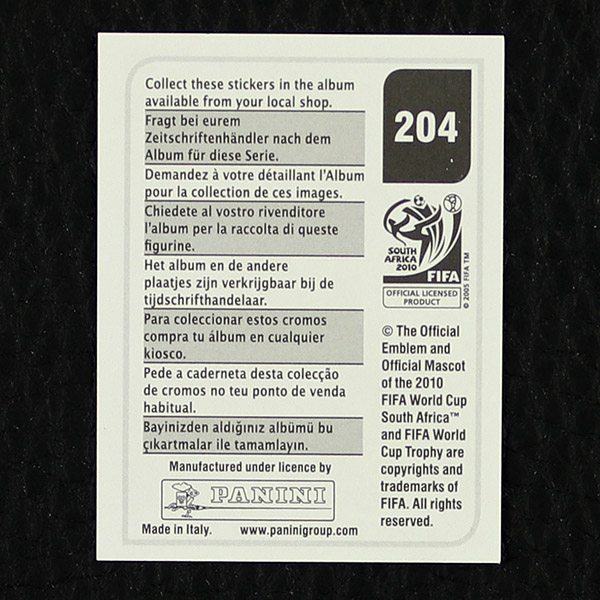 Collect these stickers in the album
available from your local shop.
Fragt bei eurem
Zeitschriftenhändler nach dem
Album für diese Serie.
Demandez à votre détaillant l'Album
pour la collection de ces images.
Chiedete al vostro rivenditore
l'album per la raccolta di queste
figurine.
Het album en de andere
plaatjes zijn verkrijgbaar bij de
tijdschrifthandelaar.
Para coleccionar estos cromos
compra tu álbum en cualquier
kiosco.
Pede a caderneta desta colecção
de cromos no teu ponto de venda
habitual.
Bayinizden aldığınız albümü bu
çıkartmalar ile tamamlayın.
Manufactured under licence by
PANINI
Made in Italy. www.paninigroup.com
204
SOUTH
AFRICA
2010
FIFA
OFFICIAL LICENSED
PRODUCT
© 2005 FIFA TM
© The Official
Emblem and
Official Mascot
of the 2010
FIFA World Cup
South Africa™
and FIFA World
Cup Trophy are
copyrights and
trademarks of
FIFA. All rights
reserved.